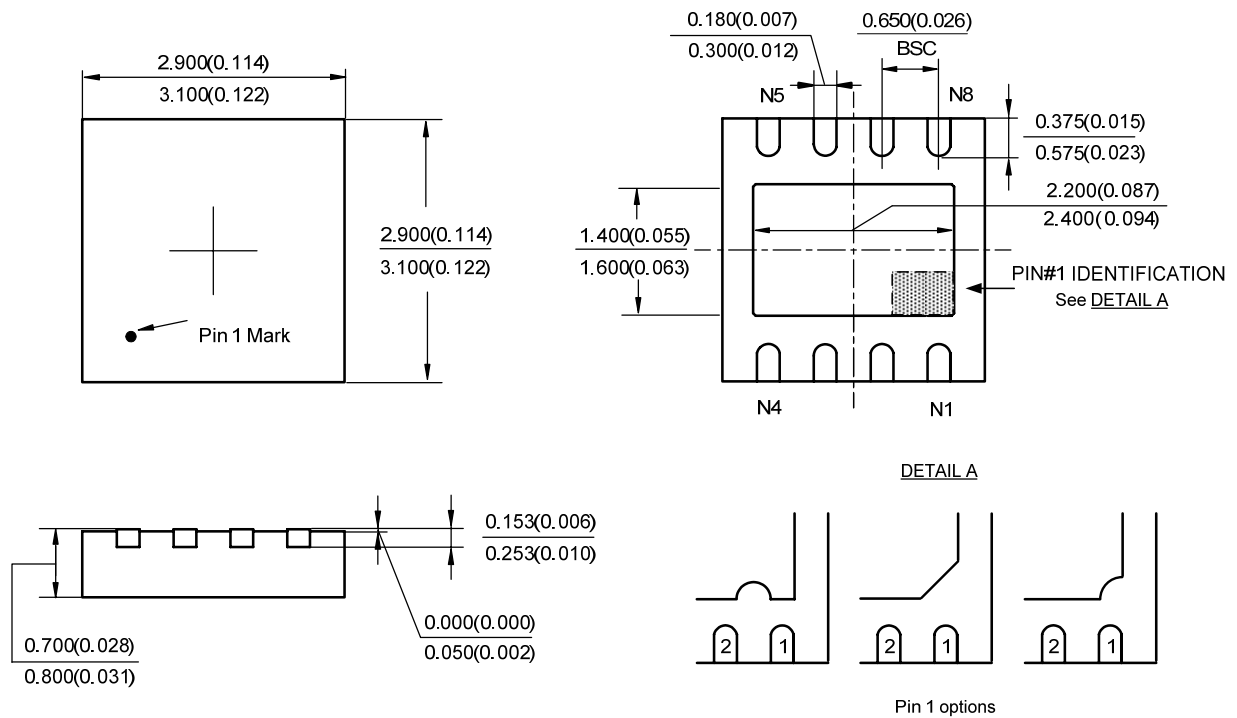 2.900(0.114)
3.100(0.122)
2.900(0.114)
3.100(0.122)
Pin 1 Mark
0.180(0.007)
0.300(0.012)
0.650(0.026)
BSC
N5
N8
0.375(0.015)
0.575(0.023)
2.200(0.087)
2.400(0.094)
1.400(0.055)
1.600(0.063)
PIN#1 IDENTIFICATION
See DETAIL A
N4
N1
0.153(0.006)
0.253(0.010)
0.000(0.000)
0.050(0.002)
0.700(0.028)
0.800(0.031)
DETAIL A
2 1
2 1
2 1
Pin 1 options